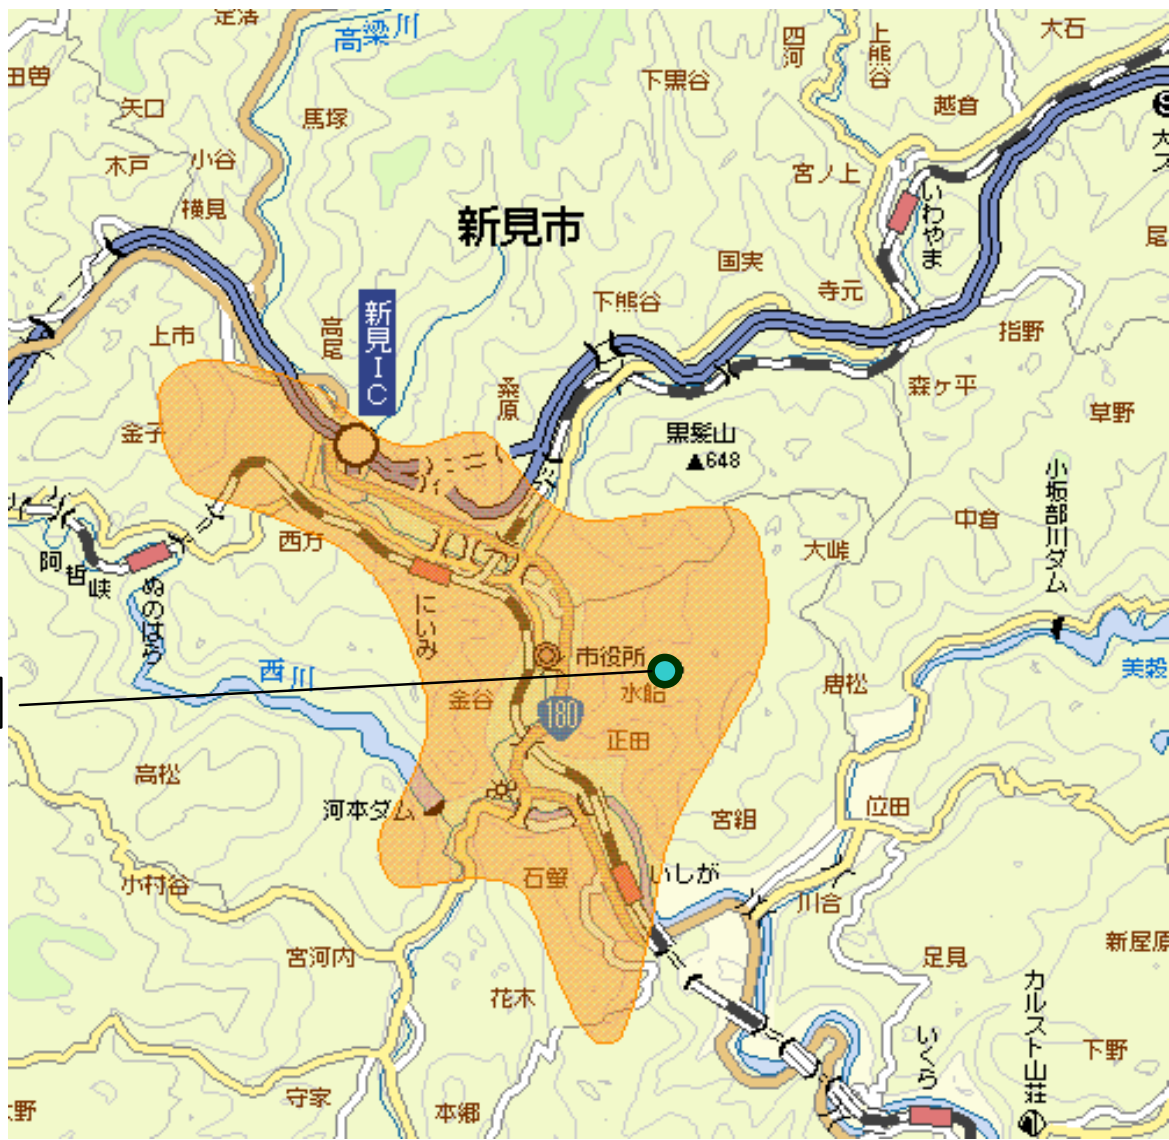 高梁川
四河
上熊谷
大石
田曽
矢口
馬塚
下黒谷
越倉
木戸
小谷
宮ノ上
横見
新見市
いわやま
国実
寺元
下熊谷
新見IC
高尾
上市
指野
桑原
森ヶ平
草野
金子
黒髪山
▲648
小坂部川ダム
中倉
西方
大峠
阿哲峡
ぬのはら
にいみ
市役所
西川
金谷
水舩
唐松
美穀
180
正田
高松
河本ダム
宮組
位田
石蟹
いしが
小村谷
川合
宮河内
足見
新屋原
花木
カルスト山荘
いくら
下野
守家
本郷